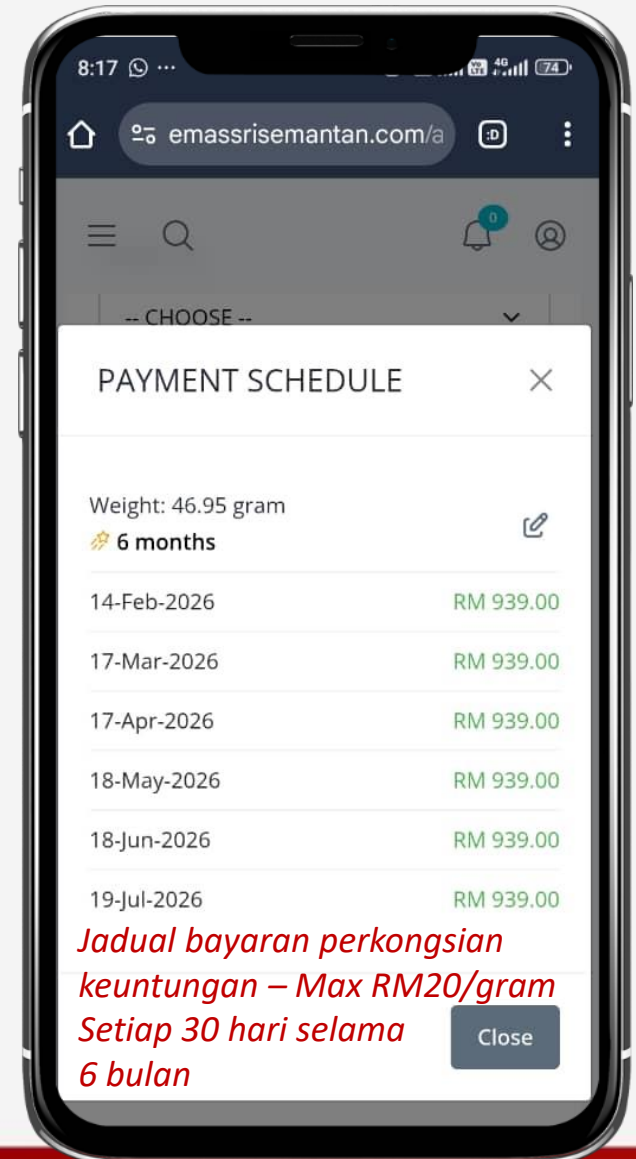 8:17
4G 74
emassrisemantan.com/a
0
-- CHOOSE --
PAYMENT SCHEDULE
Weight: 46.95 gram
6 months
14-Feb-2026 RM 939.00
17-Mar-2026 RM 939.00
17-Apr-2026 RM 939.00
18-May-2026 RM 939.00
18-Jun-2026 RM 939.00
19-Jul-2026 RM 939.00
Jadual bayaran perkongsian
keuntungan – Max RM20/gram
Setiap 30 hari selama
6 bulan
Close